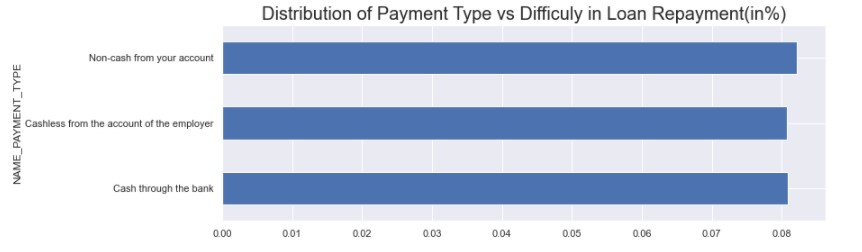 Distribution of Payment Type vs Difficuly in Loan Repayment(in%)
NAME_PAYMENT_TYPE
Non-cash from your account
Cashless from the account of the employer
Cash through the bank
0.00 0.01 0.02 0.03 0.04 0.05 0.06 0.07 0.08